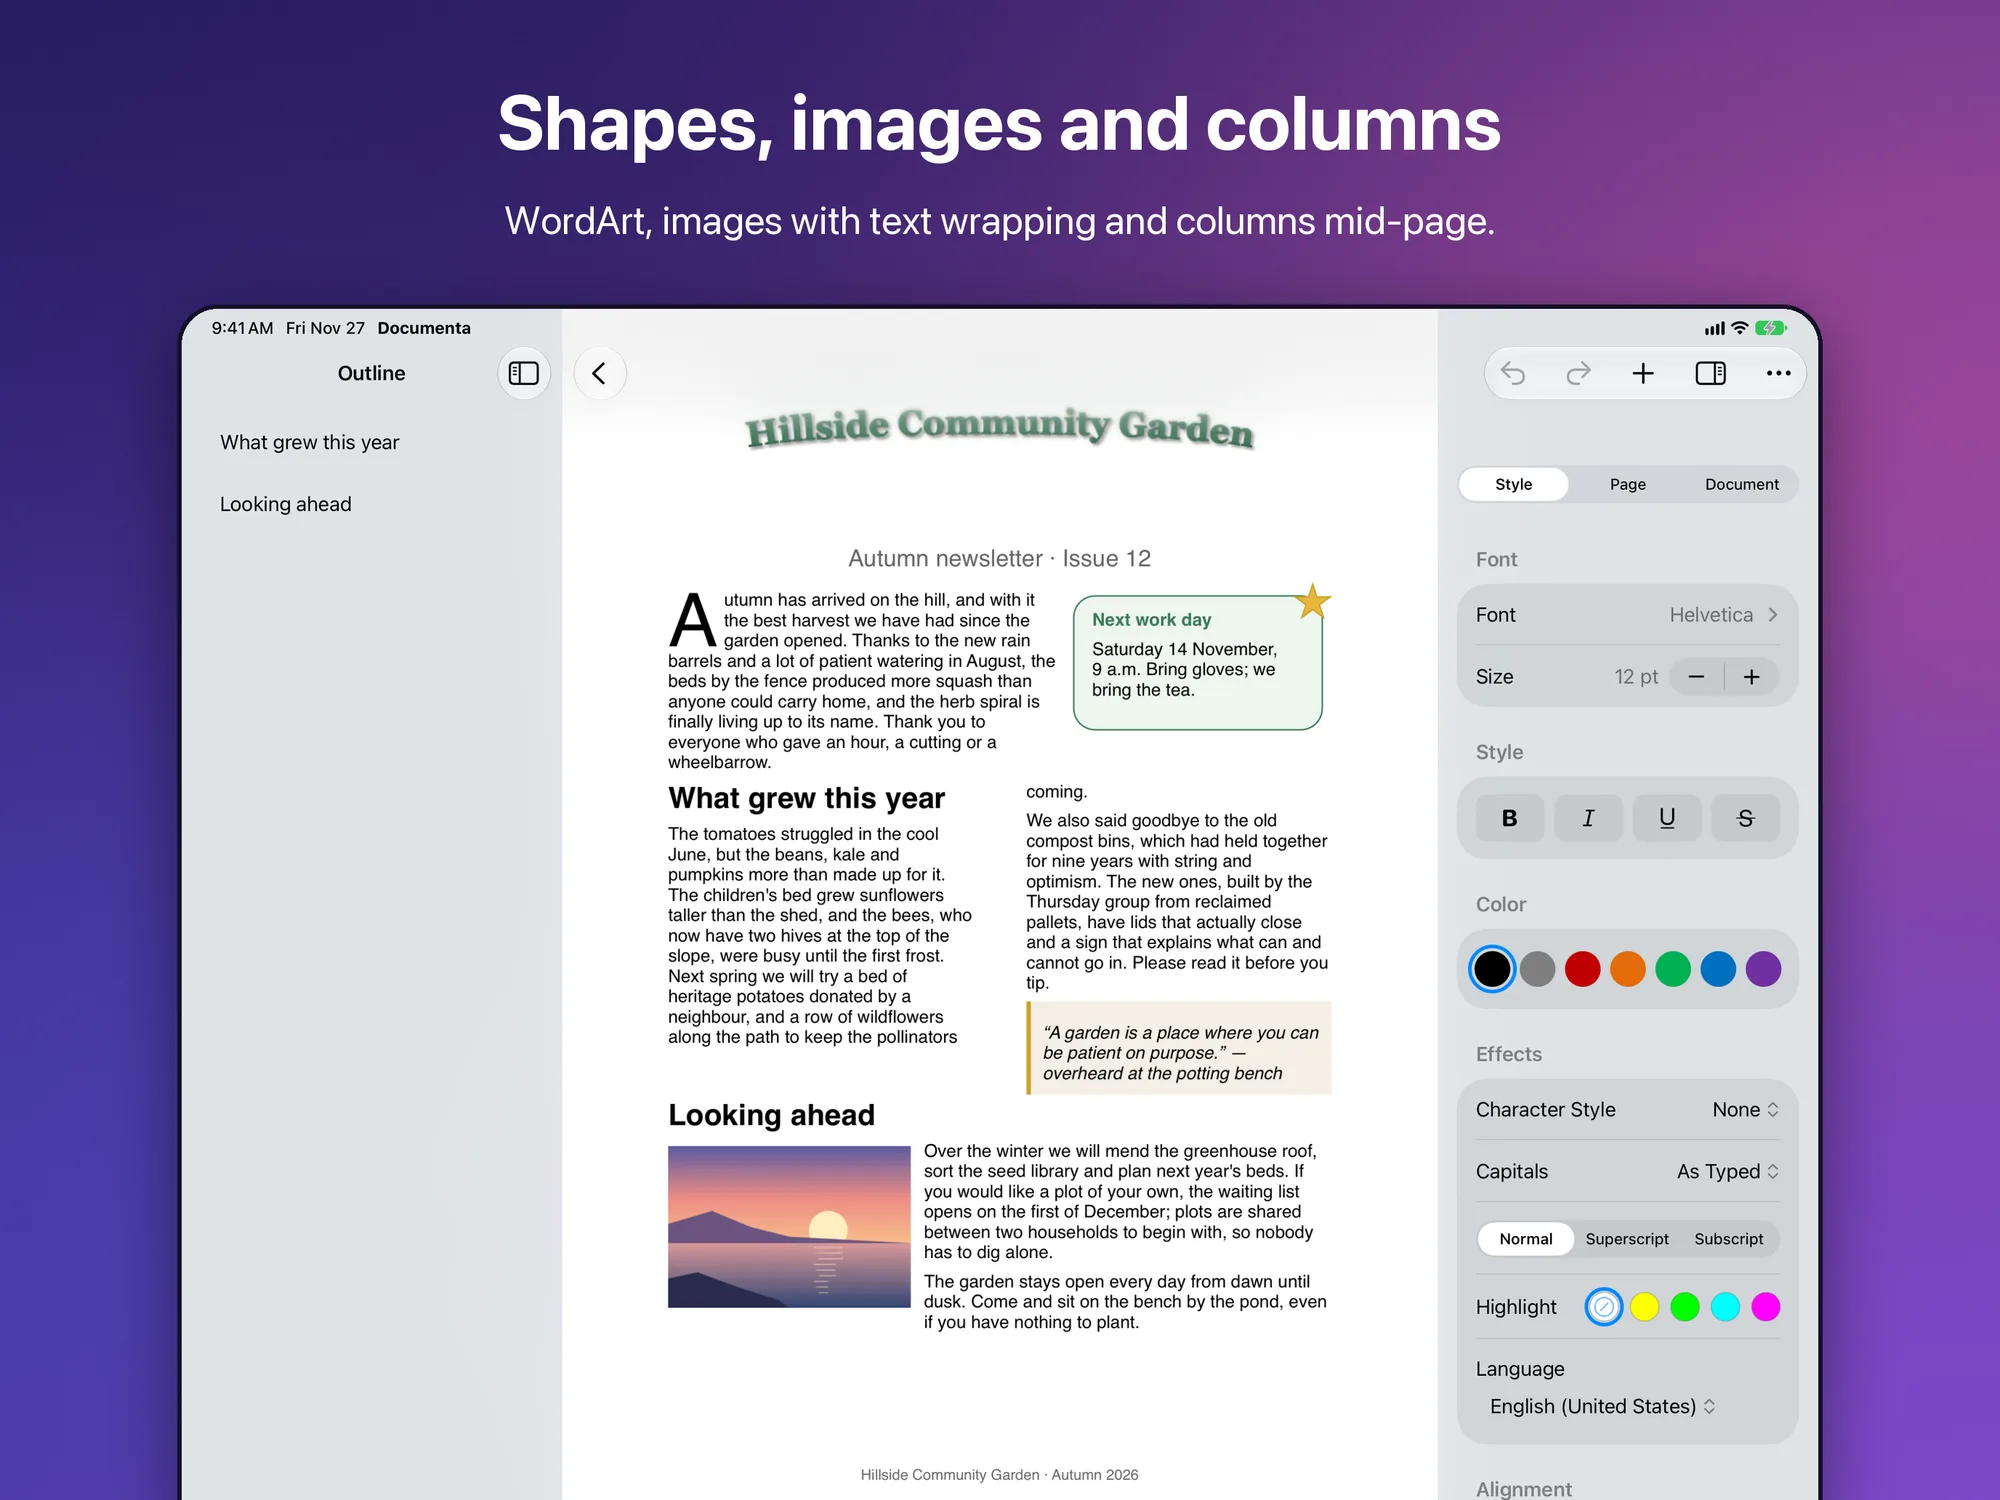 Shapes, images and columns
WordArt, images with text wrapping and columns mid-page.
9:41 AM Fri Nov 27 Documenta
Outline
What grew this year
Looking ahead
Hillside Community Garden
Autumn newsletter · Issue 12
Autumn has arrived on the hill, and with it
the best harvest we have had since the
garden opened. Thanks to the new rain
barrels and a lot of patient watering in August, the
beds by the fence produced more squash than
anyone could carry home, and the herb spiral is
finally living up to its name. Thank you to
everyone who gave an hour, a cutting or a
wheelbarrow.
Next work day
Saturday 14 November,
9 a.m. Bring gloves; we
bring the tea.
What grew this year
The tomatoes struggled in the cool
June, but the beans, kale and
pumpkins more than made up for it.
The children's bed grew sunflowers
taller than the shed, and the bees, who
now have two hives at the top of the
slope, were busy until the first frost.
Next spring we will try a bed of
heritage potatoes donated by a
neighbour, and a row of wildflowers
along the path to keep the pollinators
coming.
We also said goodbye to the old
compost bins, which had held together
for nine years with string and
optimism. The new ones, built by the
Thursday group from reclaimed
pallets, have lids that actually close
and a sign that explains what can and
cannot go in. Please read it before you
tip.
“A garden is a place where you can
be patient on purpose.” —
overheard at the potting bench
Looking ahead
Over the winter we will mend the greenhouse roof,
sort the seed library and plan next year's beds. If
you would like a plot of your own, the waiting list
opens on the first of December; plots are shared
between two households to begin with, so nobody
has to dig alone.
The garden stays open every day from dawn until
dusk. Come and sit on the bench by the pond, even
if you have nothing to plant.
Hillside Community Garden · Autumn 2026
Style Page Document
Font
Font Helvetica
Size 12 pt
Style
B I U S
Color
Effects
Character Style None
Capitals As Typed
Normal Superscript Subscript
Highlight
Language
English (United States)
Alignment